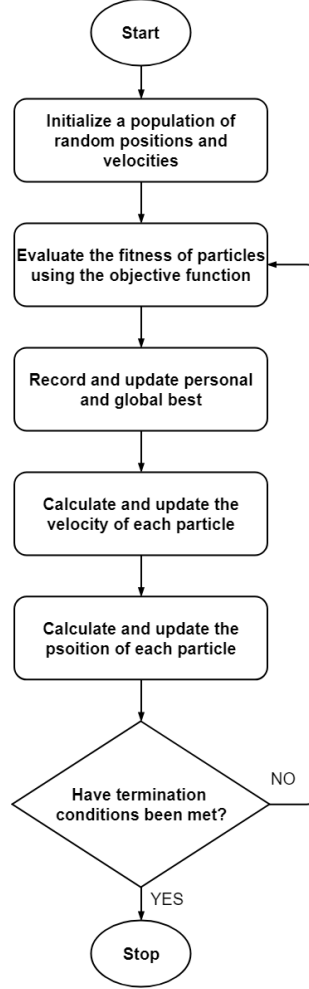 Start
Initialize a population of
random positions and
velocities
Evaluate the fitness of particles
using the objective function
Record and update personal
and global best
Calculate and update the
velocity of each particle
Calculate and update the
psoition of each particle
Have termination
conditions been met?
NO
YES
Stop